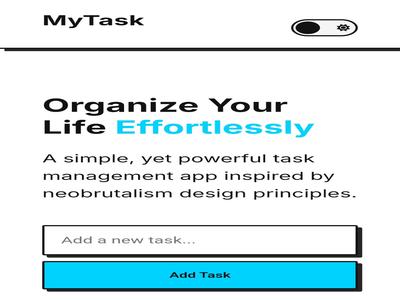 MyTask
Organize Your
Life Effortlessly
A simple, yet powerful task
management app inspired by
neobrutalism design principles.
Add a new task...
Add Task